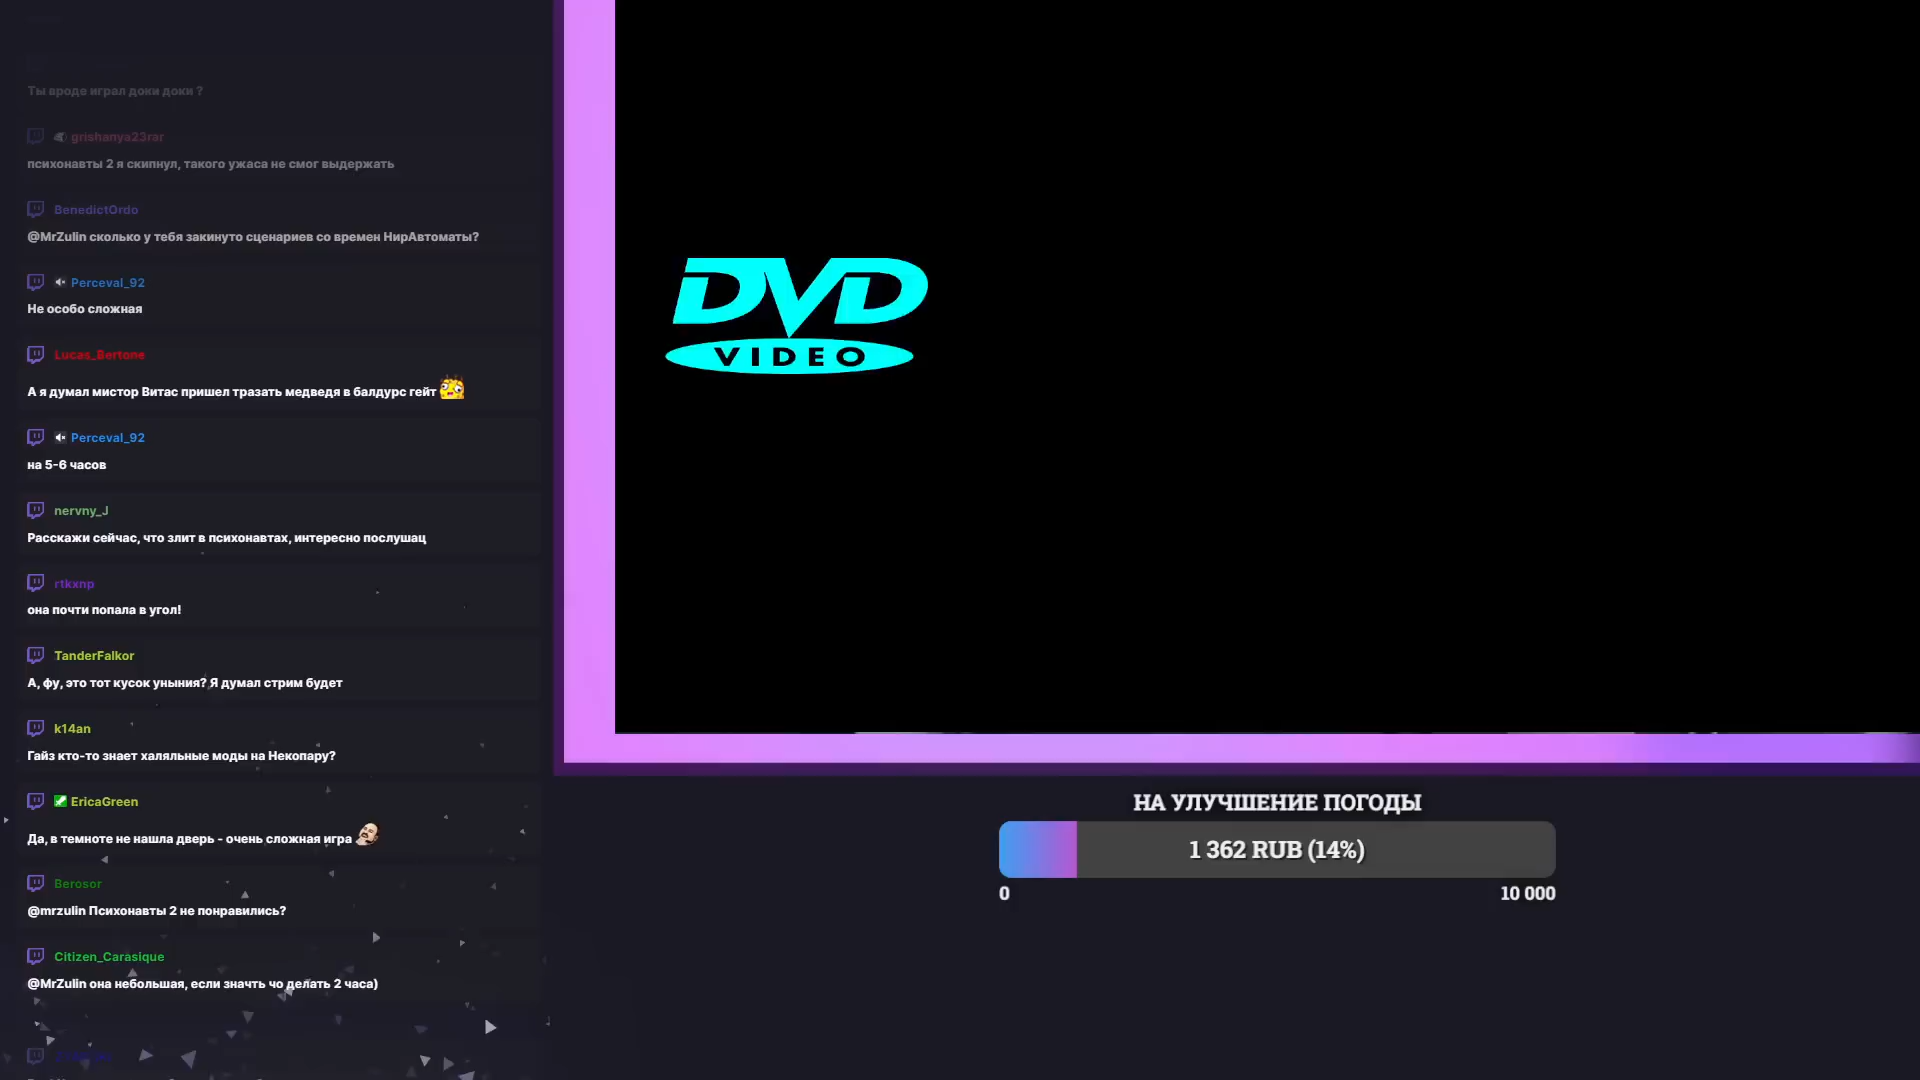 Ты вроде играл доки доки ?
grishanya23rar
психонавты 2 я скипнул, такого ужаса не смог выдержать
BenedictOrdo
@MrZulin сколько у тебя закинуто сценариев со времен НирАвтоматы?
Perceval_92
Не особо сложная
Lucas_Bertone
А я думал мистор Витас пришел тразать медведя в балдурс гейт
Perceval_92
на 5-6 часов
nervny_J
Расскажи сейчас, что злит в психонавтах, интересно послушац
rtkxnp
она почти попала в угол!
TanderFalkor
А, фу, это тот кусок уныния? Я думал стрим будет
k14an
Гайз кто-то знает халяльные моды на Некопару?
EricaGreen
Да, в темноте не нашла дверь - очень сложная игра
Berosor
@mrzulin Психонавты 2 не понравились?
Citizen_Carasique
@MrZulin она небольшая, если значть чо делать 2 часа)
DVD
VIDEO
НА УЛУЧШЕНИЕ ПОГОДЫ
1 362 RUB (14%)
0
10 000